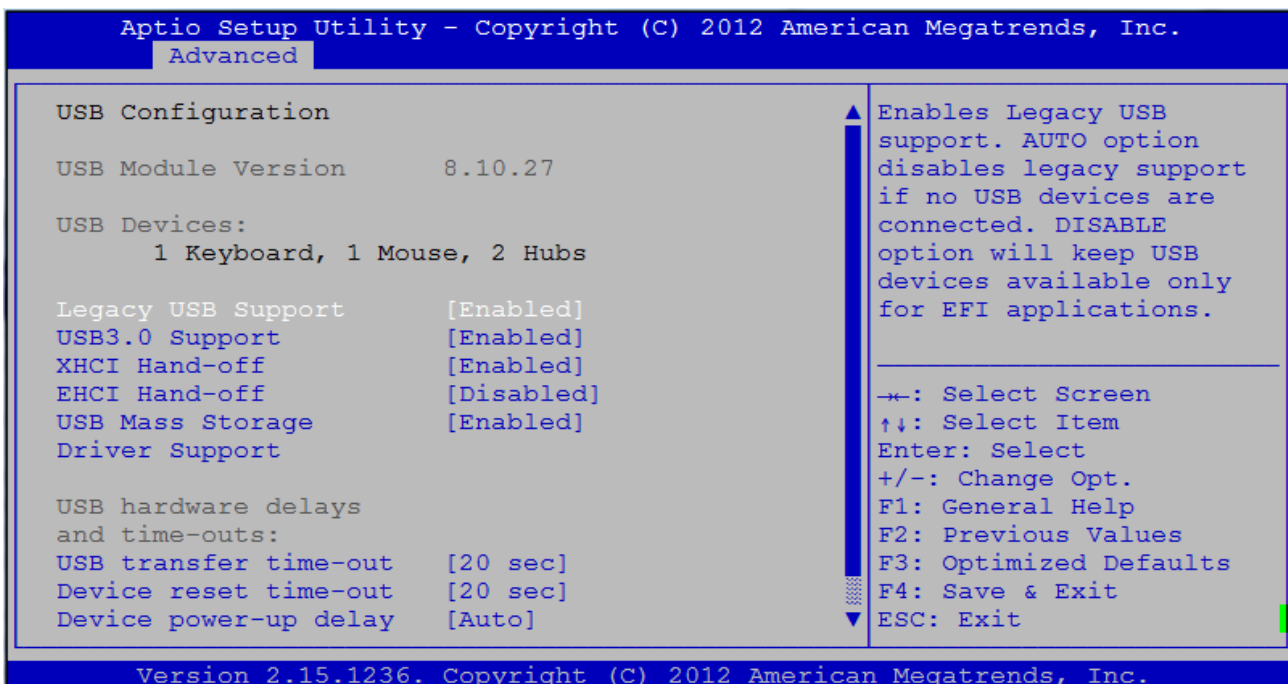 Aptio Setup Utility - Copyright (C) 2012 American Megatrends, Inc.
Advanced
USB Configuration
USB Module Version 8.10.27
USB Devices:
1 Keyboard, 1 Mouse, 2 Hubs
Legacy USB Support [Enabled]
USB3.0 Support [Enabled]
XHCI Hand-off [Enabled]
EHCI Hand-off [Disabled]
USB Mass Storage [Enabled]
Driver Support
USB hardware delays
and time-outs:
USB transfer time-out [20 sec]
Device reset time-out [20 sec]
Device power-up delay [Auto]
Enables Legacy USB
support. AUTO option
disables legacy support
if no USB devices are
connected. DISABLE
option will keep USB
devices available only
for EFI applications.
→←: Select Screen
↑↓: Select Item
Enter: Select
+/-: Change Opt.
F1: General Help
F2: Previous Values
F3: Optimized Defaults
F4: Save & Exit
ESC: Exit
Version 2.15.1236. Copyright (C) 2012 American Megatrends, Inc.